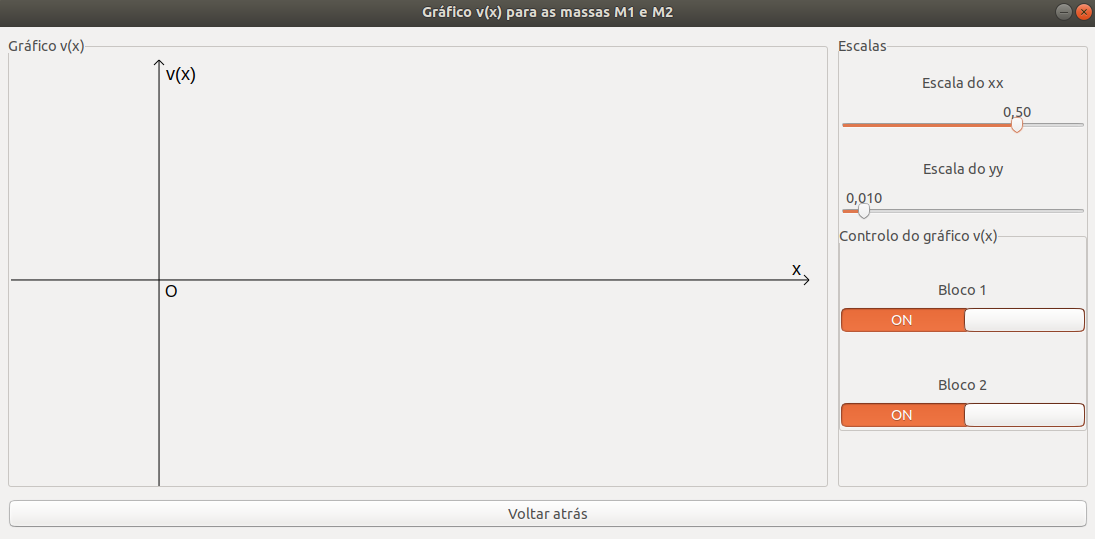 Gráfico v(x) para as massas M1 e M2
Gráfico v(x)
v(x)
x
O
Escalas
Escala do xx
0,50
Escala do yy
0,010
Controlo do gráfico v(x)
Bloco 1
ON
Bloco 2
ON
Voltar atrás